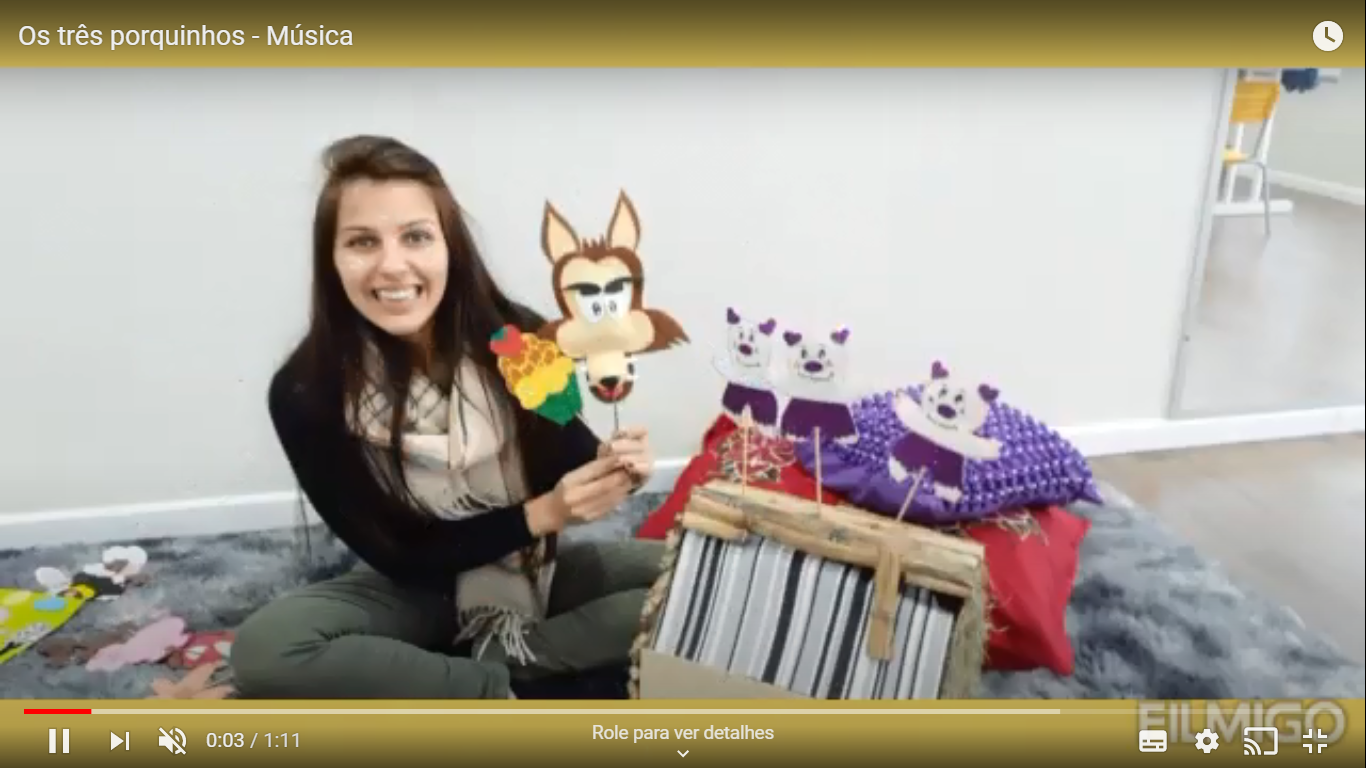 Os três porquinhos - Música
0:03 / 1:11
Role para ver detalhes
FILMIGO